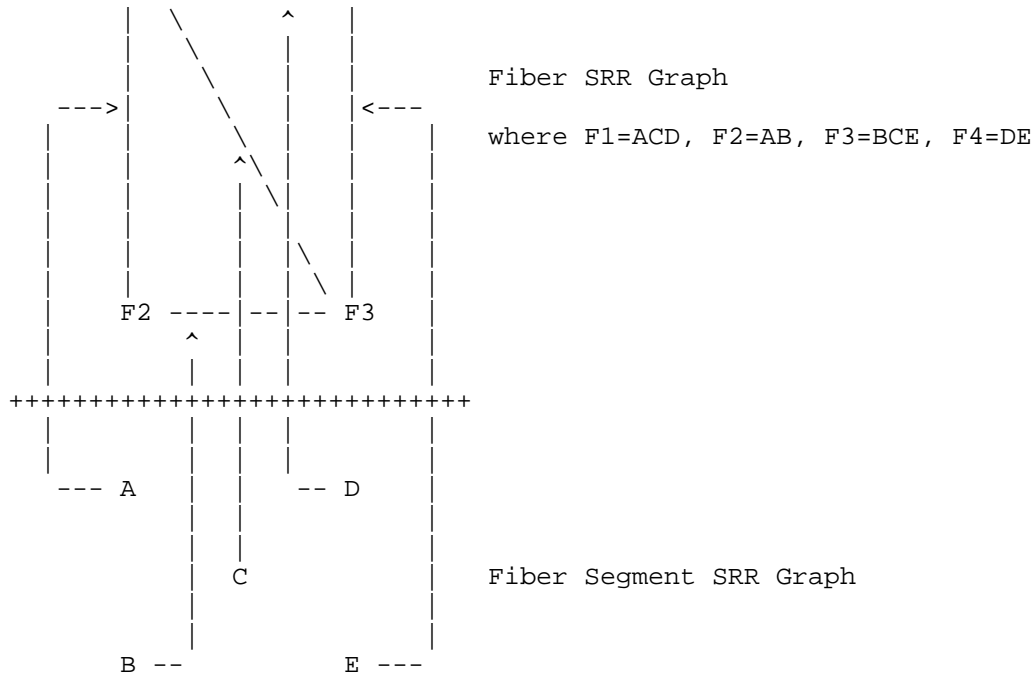 Fiber SRR Graph
--->| |<---
where F1=ACD, F2=AB, F3=BCE, F4=DE
F2 ----|--|-- F3
+++++++++++++++++++++++++++++
--- A -- D
C Fiber Segment SRR Graph
B -- E ---